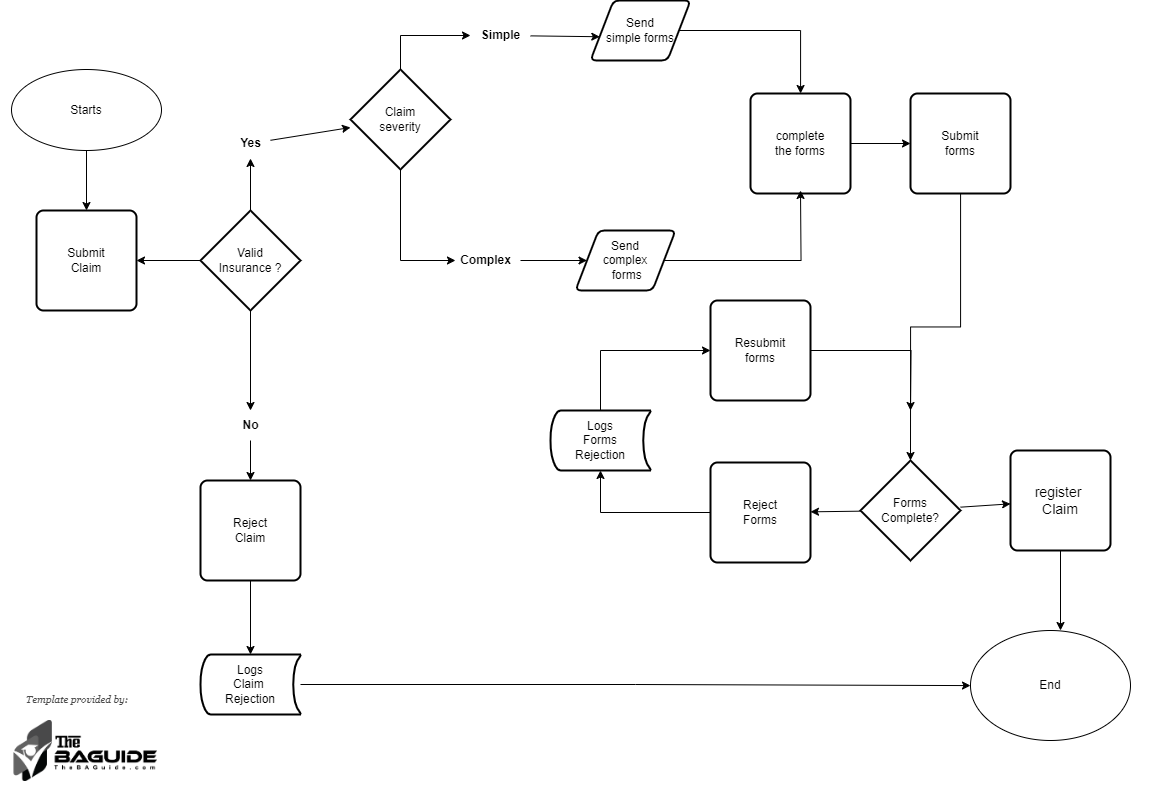 Starts
Submit
Claim
Valid
Insurance ?
Yes
No
Reject
Claim
Logs
Claim
Rejection
Claim
severity
Simple
Complex
Send
simple forms
Send
complex
forms
complete
the forms
Submit
forms
Resubmit
forms
Logs
Forms
Rejection
Reject
Forms
Forms
Complete?
register
Claim
End
Template provided by:
The
BAGUIDE
TheBAGuide.com